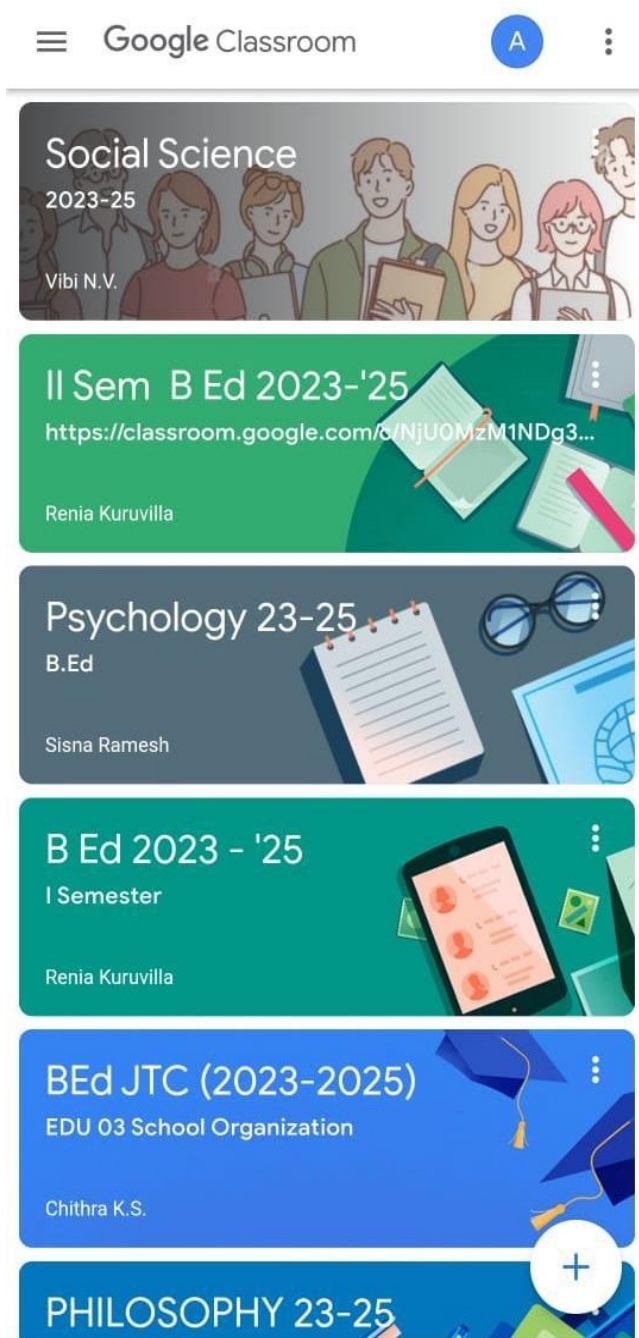 Google Classroom
A
Social Science
2023-25
Vibi N.V.
II Sem B Ed 2023-'25
https://classroom.google.com/c/NjU0MzM1NDg3...
Renia Kuruvilla
Psychology 23-25
B.Ed
Sisna Ramesh
B Ed 2023 - '25
I Semester
Renia Kuruvilla
BEd JTC (2023-2025)
EDU 03 School Organization
Chithra K.S.
PHILOSOPHY 23-25